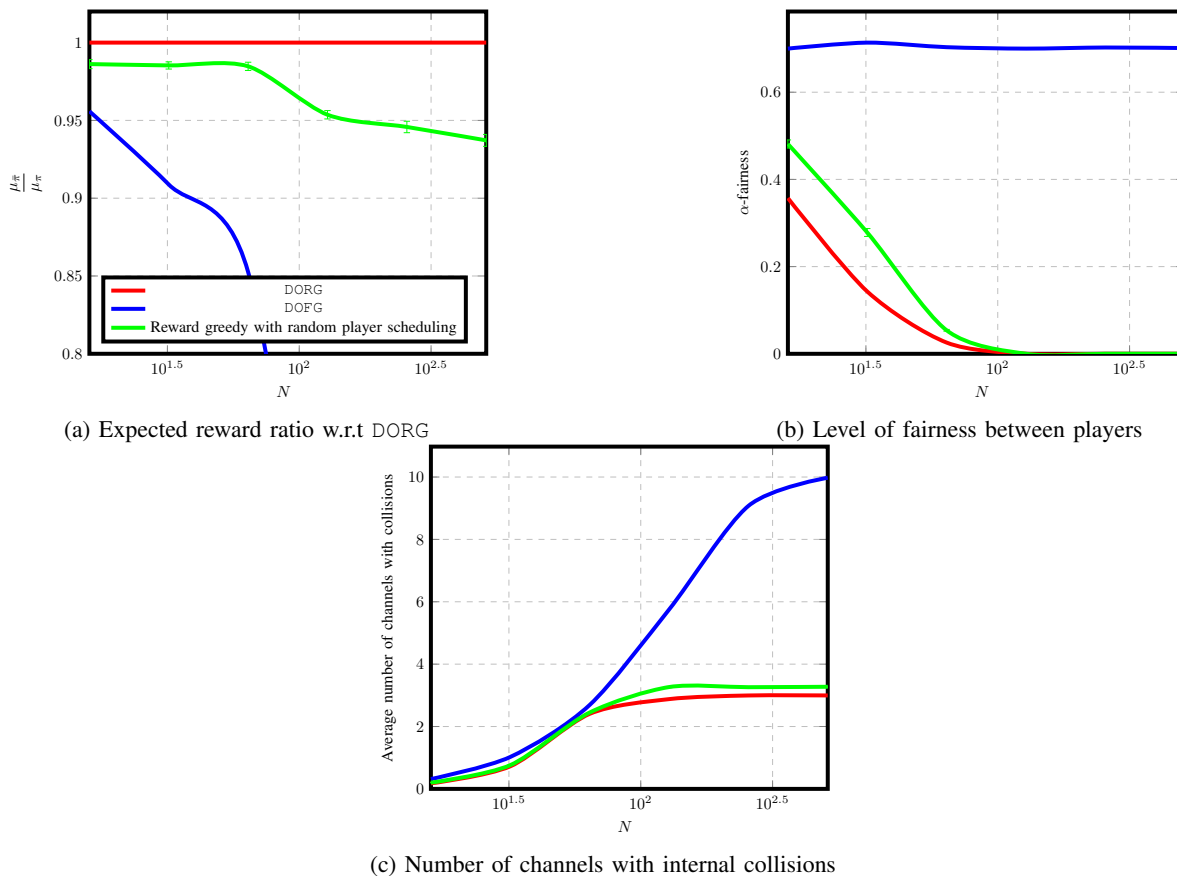 1
0.95
0.9
0.85
0.8
μπ̄ / μπ
DORG
DOFG
Reward greedy with random player scheduling
10^1.5 10^2 10^2.5
N
(a) Expected reward ratio w.r.t DORG
0.6
0.4
0.2
0
α-fairness
10^1.5 10^2 10^2.5
N
(b) Level of fairness between players
10
8
6
4
2
0
Average number of channels with collisions
10^1.5 10^2 10^2.5
N
(c) Number of channels with internal collisions